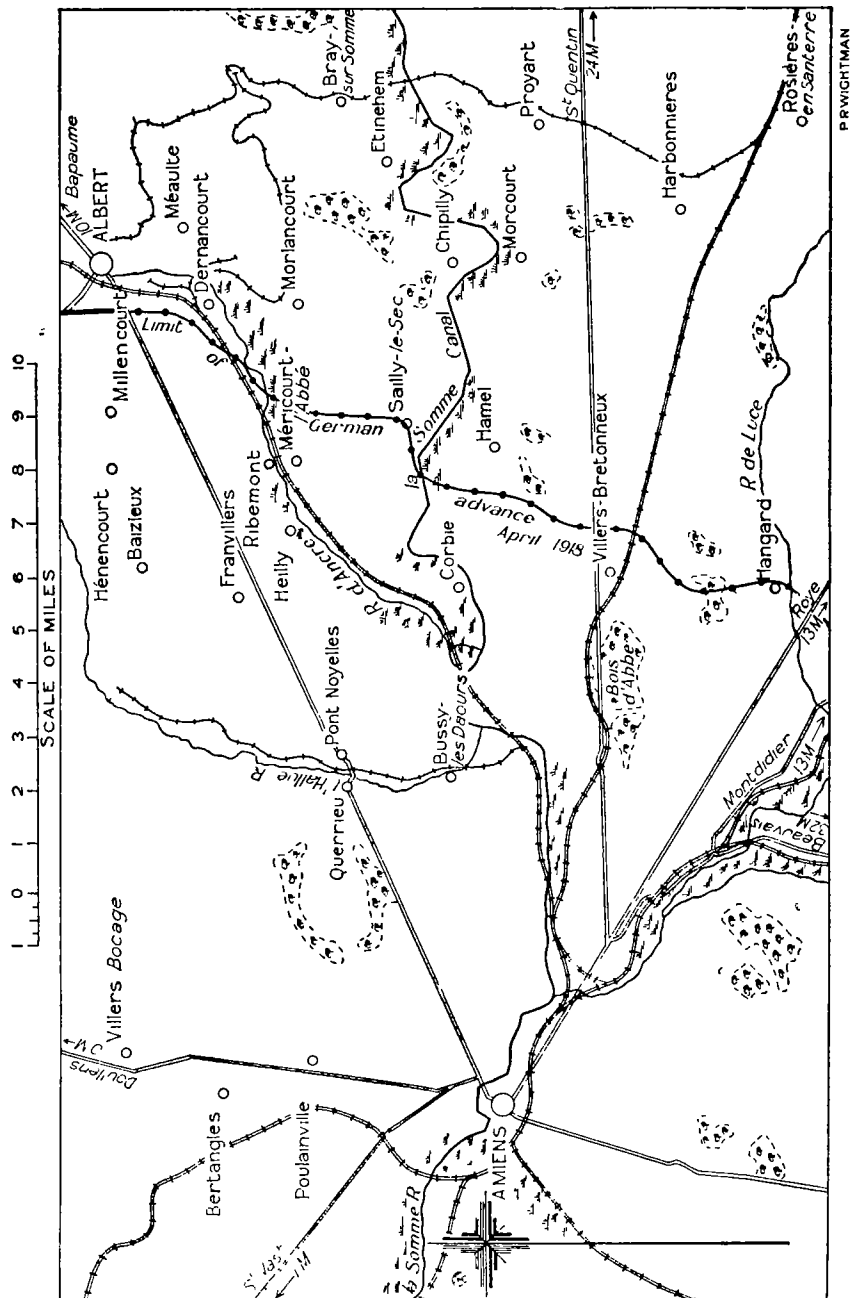 SCALE OF MILES
1 0 1 2 3 4 5 6 7 8 9 10
Villers Bocage
Doullens
Bertangles
Poulainville
AMIENS
la Somme R
Querrieu
Pont Noyelles
l'Hallue R
Bussy-
les Daours
Hénencourt
Millencourt
Baizieux
Franvillers
Ribemont
Heilly
Méricourt-
l'Abbé
R d'Ancre
Corbie
10M Bapaume
ALBERT
Méaulte
Dernancourt
Morlancourt
Bray-
sur Somme
Etinehem
Chipilly
Morcourt
Proyart
Sailly-le-Sec
la Somme Canal
Hamel
Limit
of
German
advance
April 1918
Villers-Bretonneux
St Quentin
24M
Harbonnieres
Rosières-
en Santerre
Bois
d'Abbe
Hangard
R de Luce
Roye
13M
Montdidier
13M
Beauvais
32M
P.R.WIGHTMAN